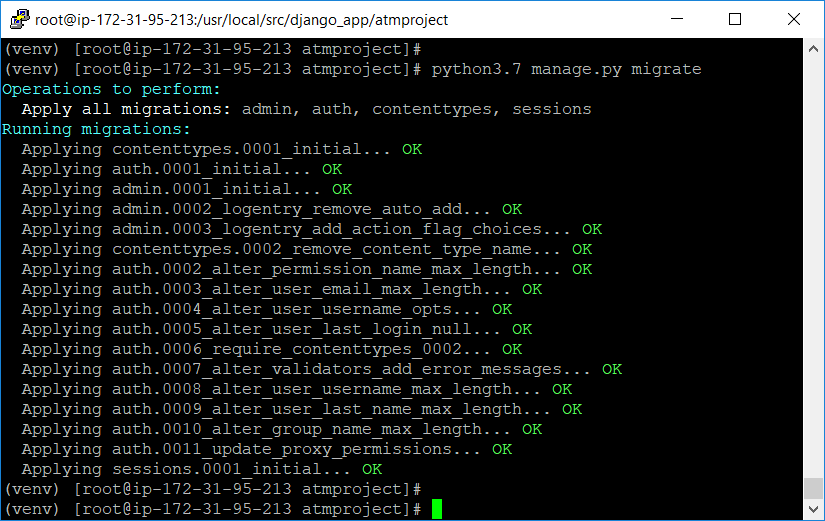 root@ip-172-31-95-213:/usr/local/src/django_app/atmproject
(venv) [root@ip-172-31-95-213 atmproject]#
(venv) [root@ip-172-31-95-213 atmproject]# python3.7 manage.py migrate
Operations to perform:
  Apply all migrations: admin, auth, contenttypes, sessions
Running migrations:
  Applying contenttypes.0001_initial... OK
  Applying auth.0001_initial... OK
  Applying admin.0001_initial... OK
  Applying admin.0002_logentry_remove_auto_add... OK
  Applying admin.0003_logentry_add_action_flag_choices... OK
  Applying contenttypes.0002_remove_content_type_name... OK
  Applying auth.0002_alter_permission_name_max_length... OK
  Applying auth.0003_alter_user_email_max_length... OK
  Applying auth.0004_alter_user_username_opts... OK
  Applying auth.0005_alter_user_last_login_null... OK
  Applying auth.0006_require_contenttypes_0002... OK
  Applying auth.0007_alter_validators_add_error_messages... OK
  Applying auth.0008_alter_user_username_max_length... OK
  Applying auth.0009_alter_user_last_name_max_length... OK
  Applying auth.0010_alter_group_name_max_length... OK
  Applying auth.0011_update_proxy_permissions... OK
  Applying sessions.0001_initial... OK
(venv) [root@ip-172-31-95-213 atmproject]#
(venv) [root@ip-172-31-95-213 atmproject]#